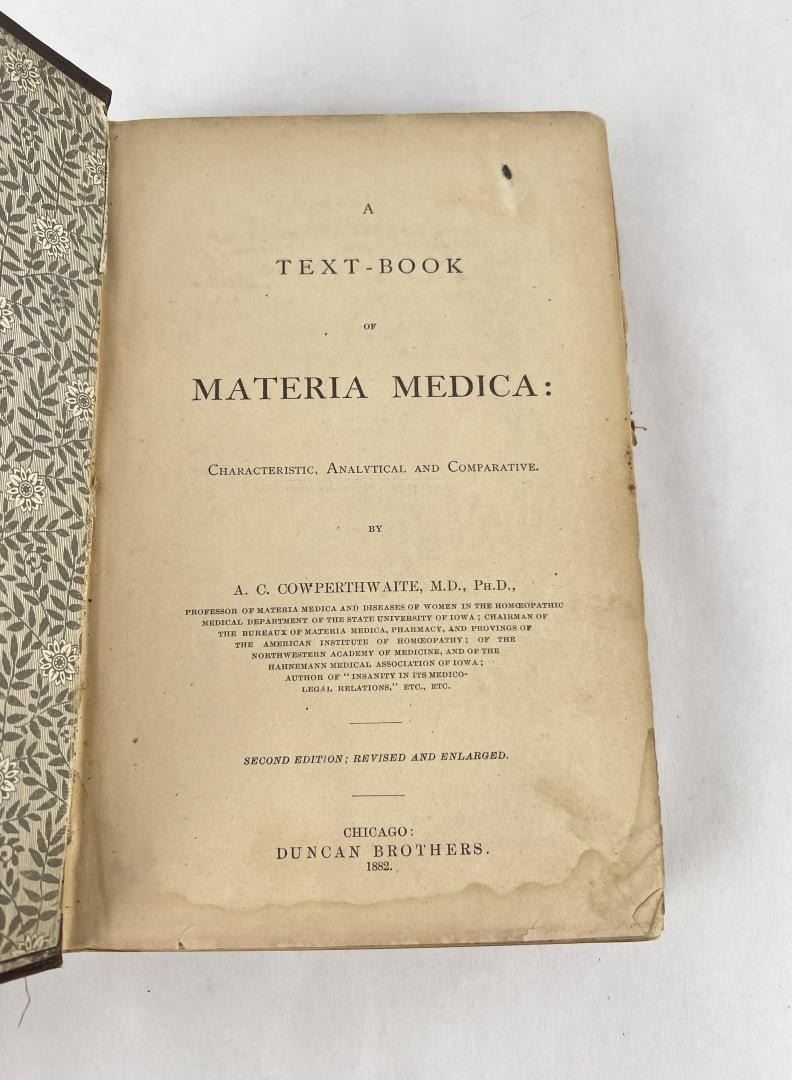 A
TEXT-BOOK
OF
MATERIA MEDICA:
CHARACTERISTIC, ANALYTICAL AND COMPARATIVE.
BY
A. C. COWPERTHWAITE, M.D., PH.D.,
PROFESSOR OF MATERIA MEDICA AND DISEASES OF WOMEN IN THE HOMŒOPATHIC
MEDICAL DEPARTMENT OF THE STATE UNIVERSITY OF IOWA; CHAIRMAN OF
THE BUREAUX OF MATERIA MEDICA, PHARMACY, AND PROVINGS OF
THE AMERICAN INSTITUTE OF HOMŒOPATHY; OF THE
NORTHWESTERN ACADEMY OF MEDICINE, AND OF THE
HAHNEMANN MEDICAL ASSOCIATION OF IOWA;
AUTHOR OF "INSANITY IN ITS MEDICO-
LEGAL RELATIONS," ETC., ETC.
SECOND EDITION; REVISED AND ENLARGED.
CHICAGO:
DUNCAN BROTHERS.
1882.